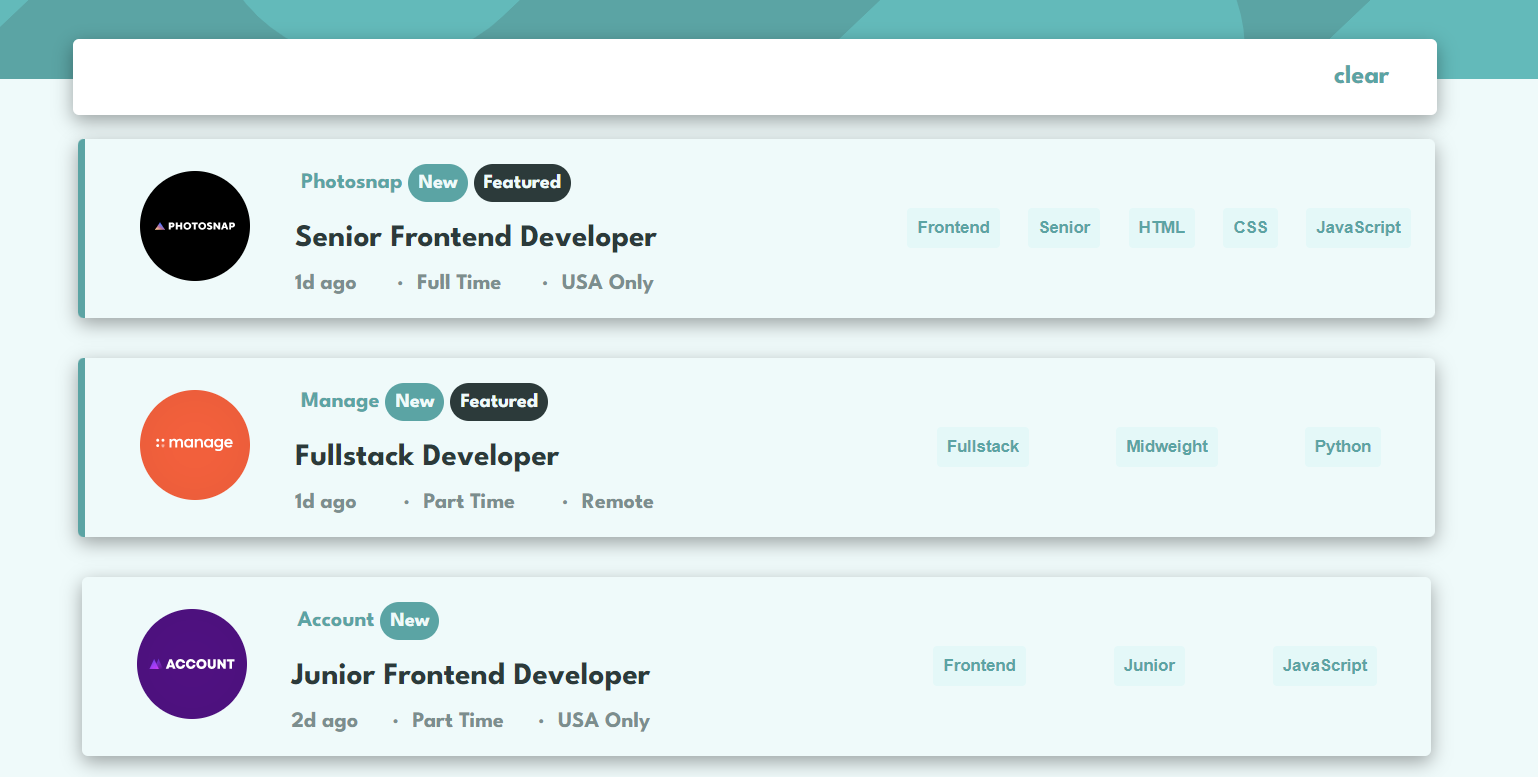 clear
Photosnap New Featured
PHOTOSNAP
Senior Frontend Developer
Frontend Senior HTML CSS JavaScript
1d ago • Full Time • USA Only
Manage New Featured
manage
Fullstack Developer
Fullstack Midweight Python
1d ago • Part Time • Remote
Account New
ACCOUNT
Junior Frontend Developer
Frontend Junior JavaScript
2d ago • Part Time • USA Only